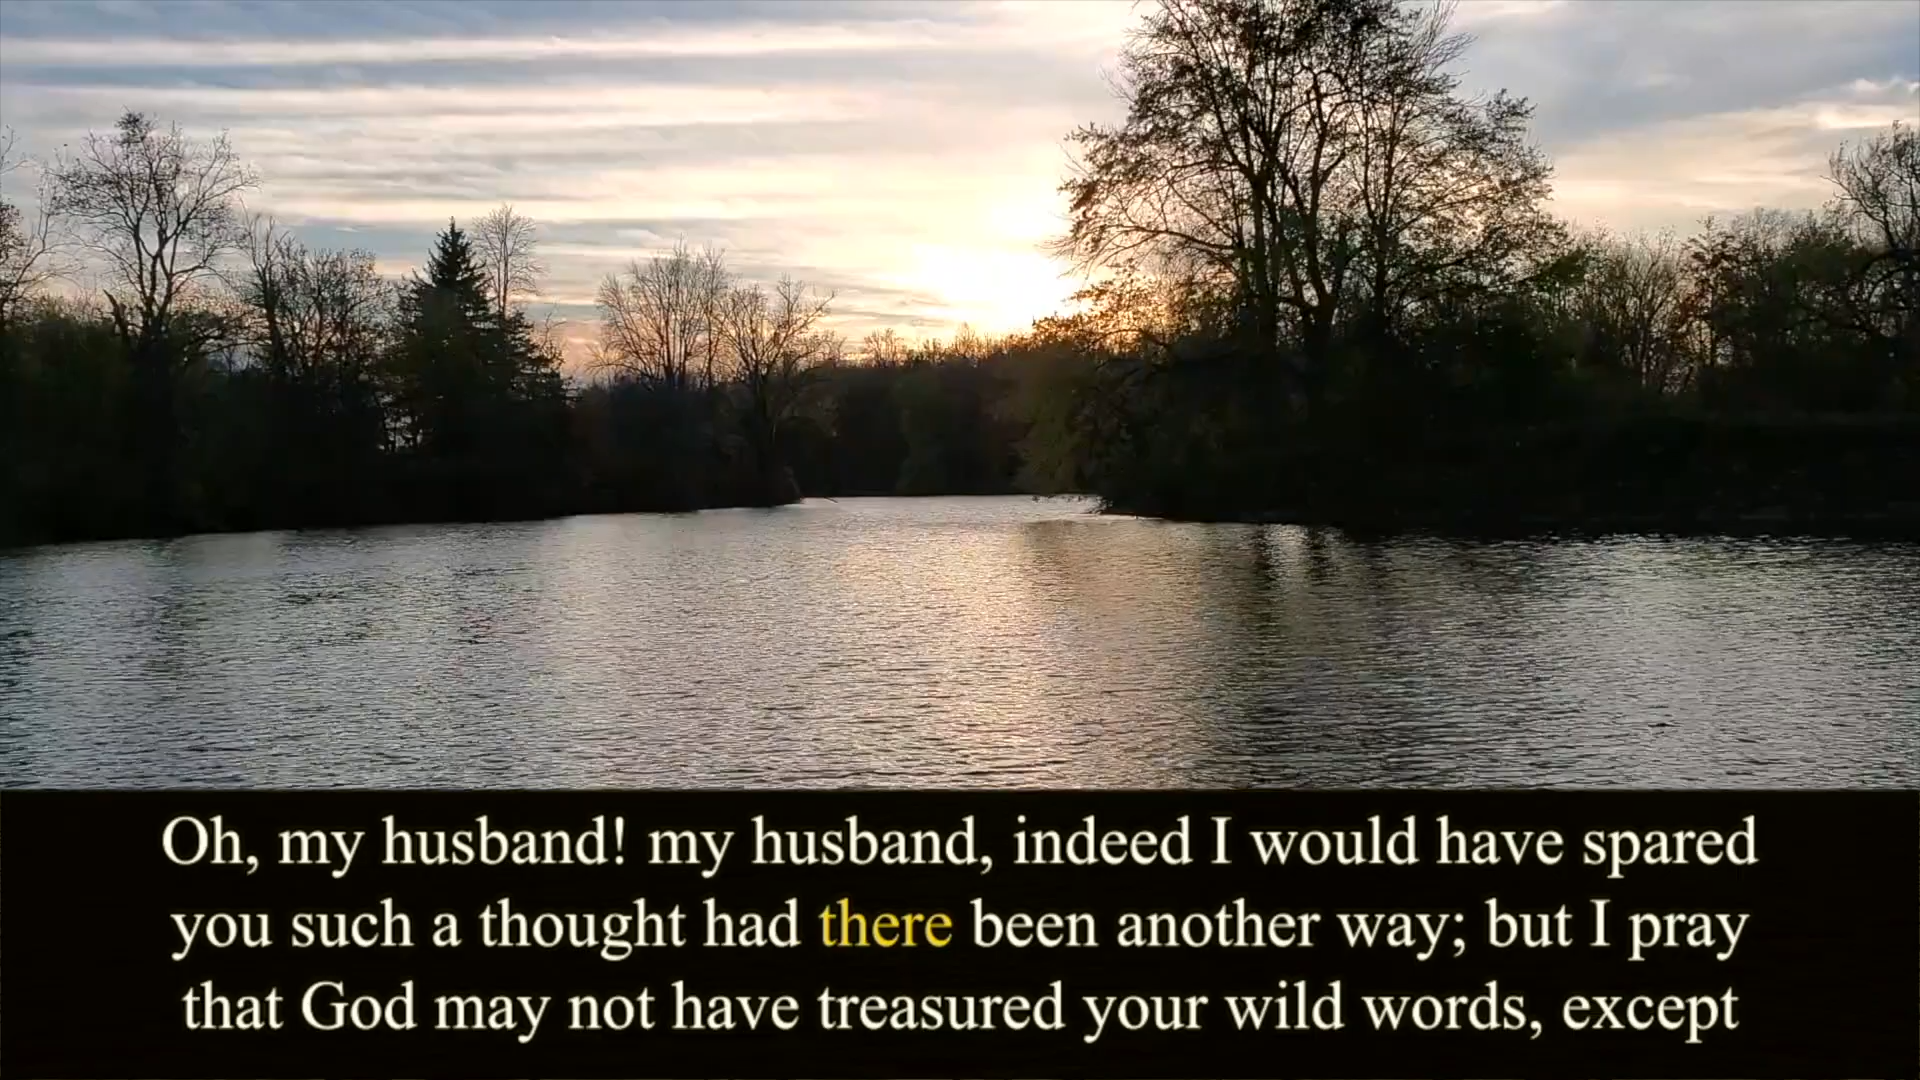 Oh, my husband! my husband, indeed I would have spared
you such a thought had there been another way; but I pray
that God may not have treasured your wild words, except